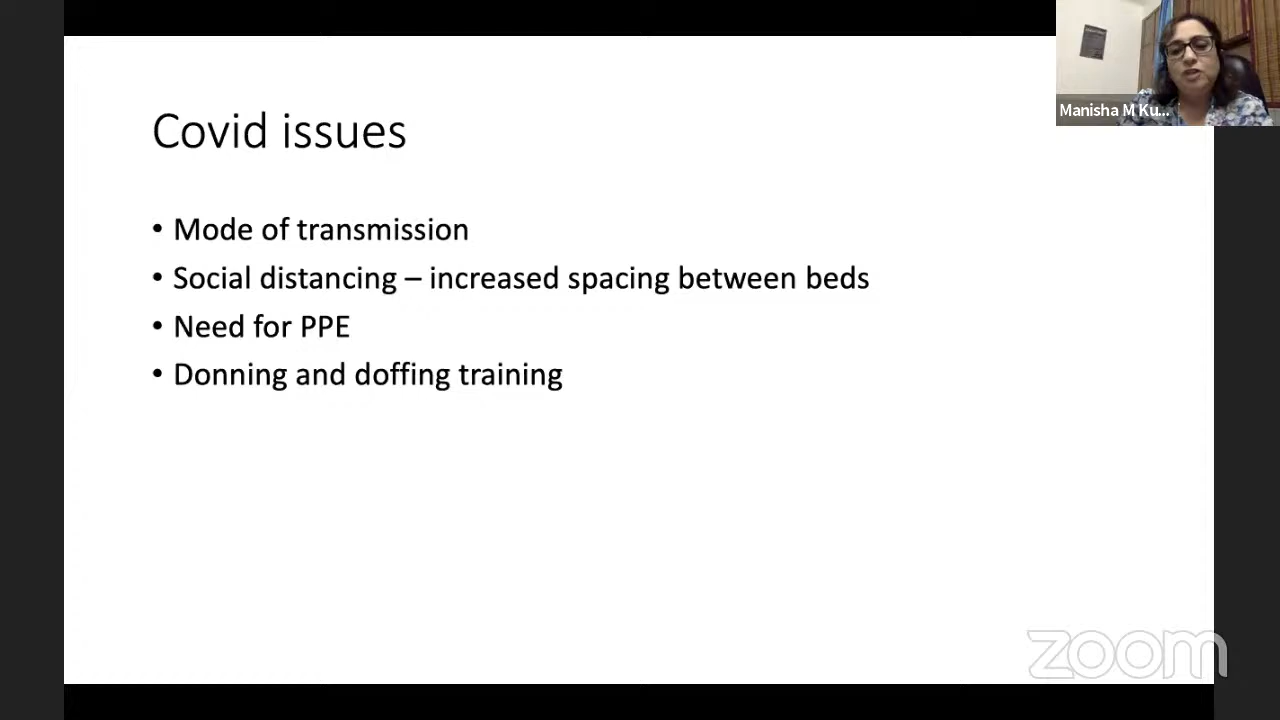 Manisha M Ku...
Covid issues
• Mode of transmission
• Social distancing – increased spacing between beds
• Need for PPE
• Donning and doffing training
zoom